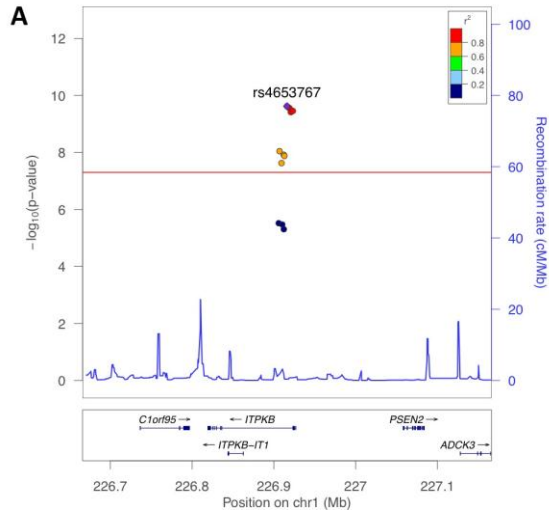 A
r²
0.8
0.6
0.4
0.2
rs4653767
12
10
8
6
4
2
0
−log₁₀(p−value)
100
80
60
40
20
0
Recombination rate (cM/Mb)
C1orf95→
←ITPKB
PSEN2→
←ITPKB−IT1
ADCK3→
226.7
226.8
226.9
227
227.1
Position on chr1 (Mb)